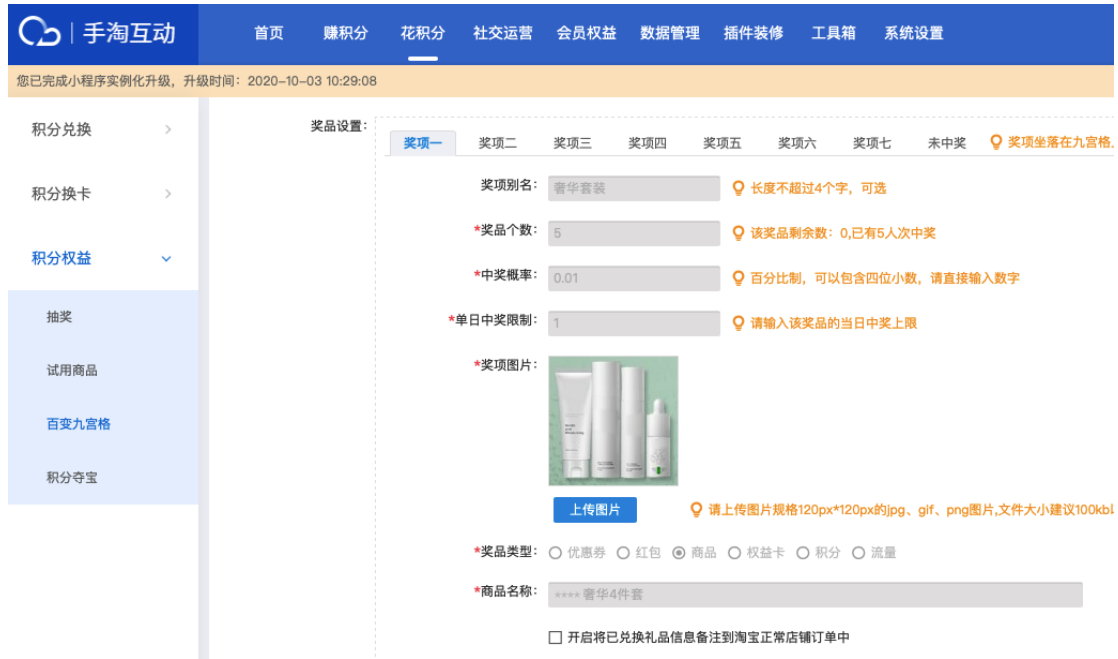 手淘互动 首页 赚积分 花积分 社交运营 会员权益 数据管理 插件装修 工具箱 系统设置
您已完成小程序实例化升级，升级时间：2020-10-03 10:29:08
积分兑换
积分换卡
积分权益
抽奖
试用商品
百变九宫格
积分夺宝
奖品设置：
奖项一 奖项二 奖项三 奖项四 奖项五 奖项六 奖项七 未中奖 奖项坐落在九宫格
奖项别名： 奢华套装 长度不超过4个字，可选
*奖品个数： 5 该奖品剩余数：0,已有5人次中奖
*中奖概率： 0.01 百分比制，可以包含四位小数，请直接输入数字
*单日中奖限制： 1 请输入该奖品的当日中奖上限
*奖项图片：
上传图片 请上传图片规格120px*120px的jpg、gif、png图片,文件大小建议100kb
*奖品类型： 优惠券 红包 商品 权益卡 积分 流量
*商品名称： ****奢华4件套
开启将已兑换礼品信息备注到淘宝正常店铺订单中